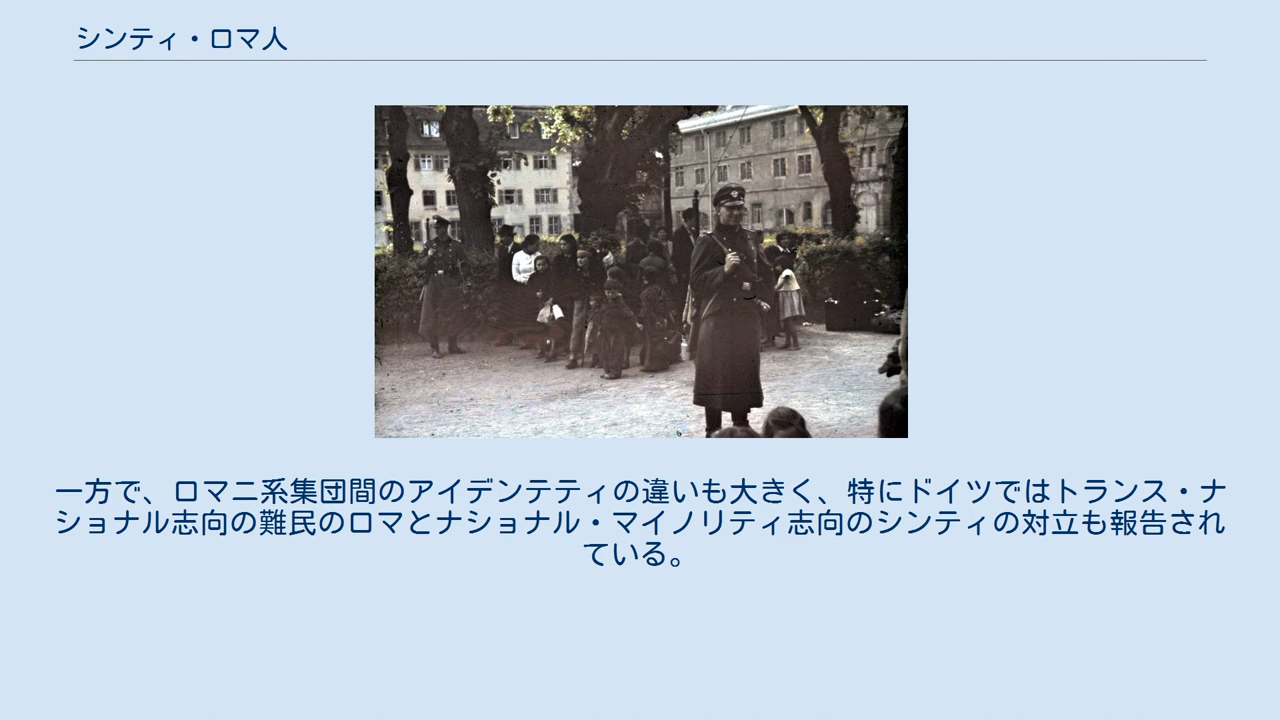 シンティ・ロマ人
一方で、ロマニ系集団間のアイデンテティの違いも大きく、特にドイツではトランス・ナ
ショナル志向の難民のロマとナショナル・マイノリティ志向のシンティの対立も報告され
ている。